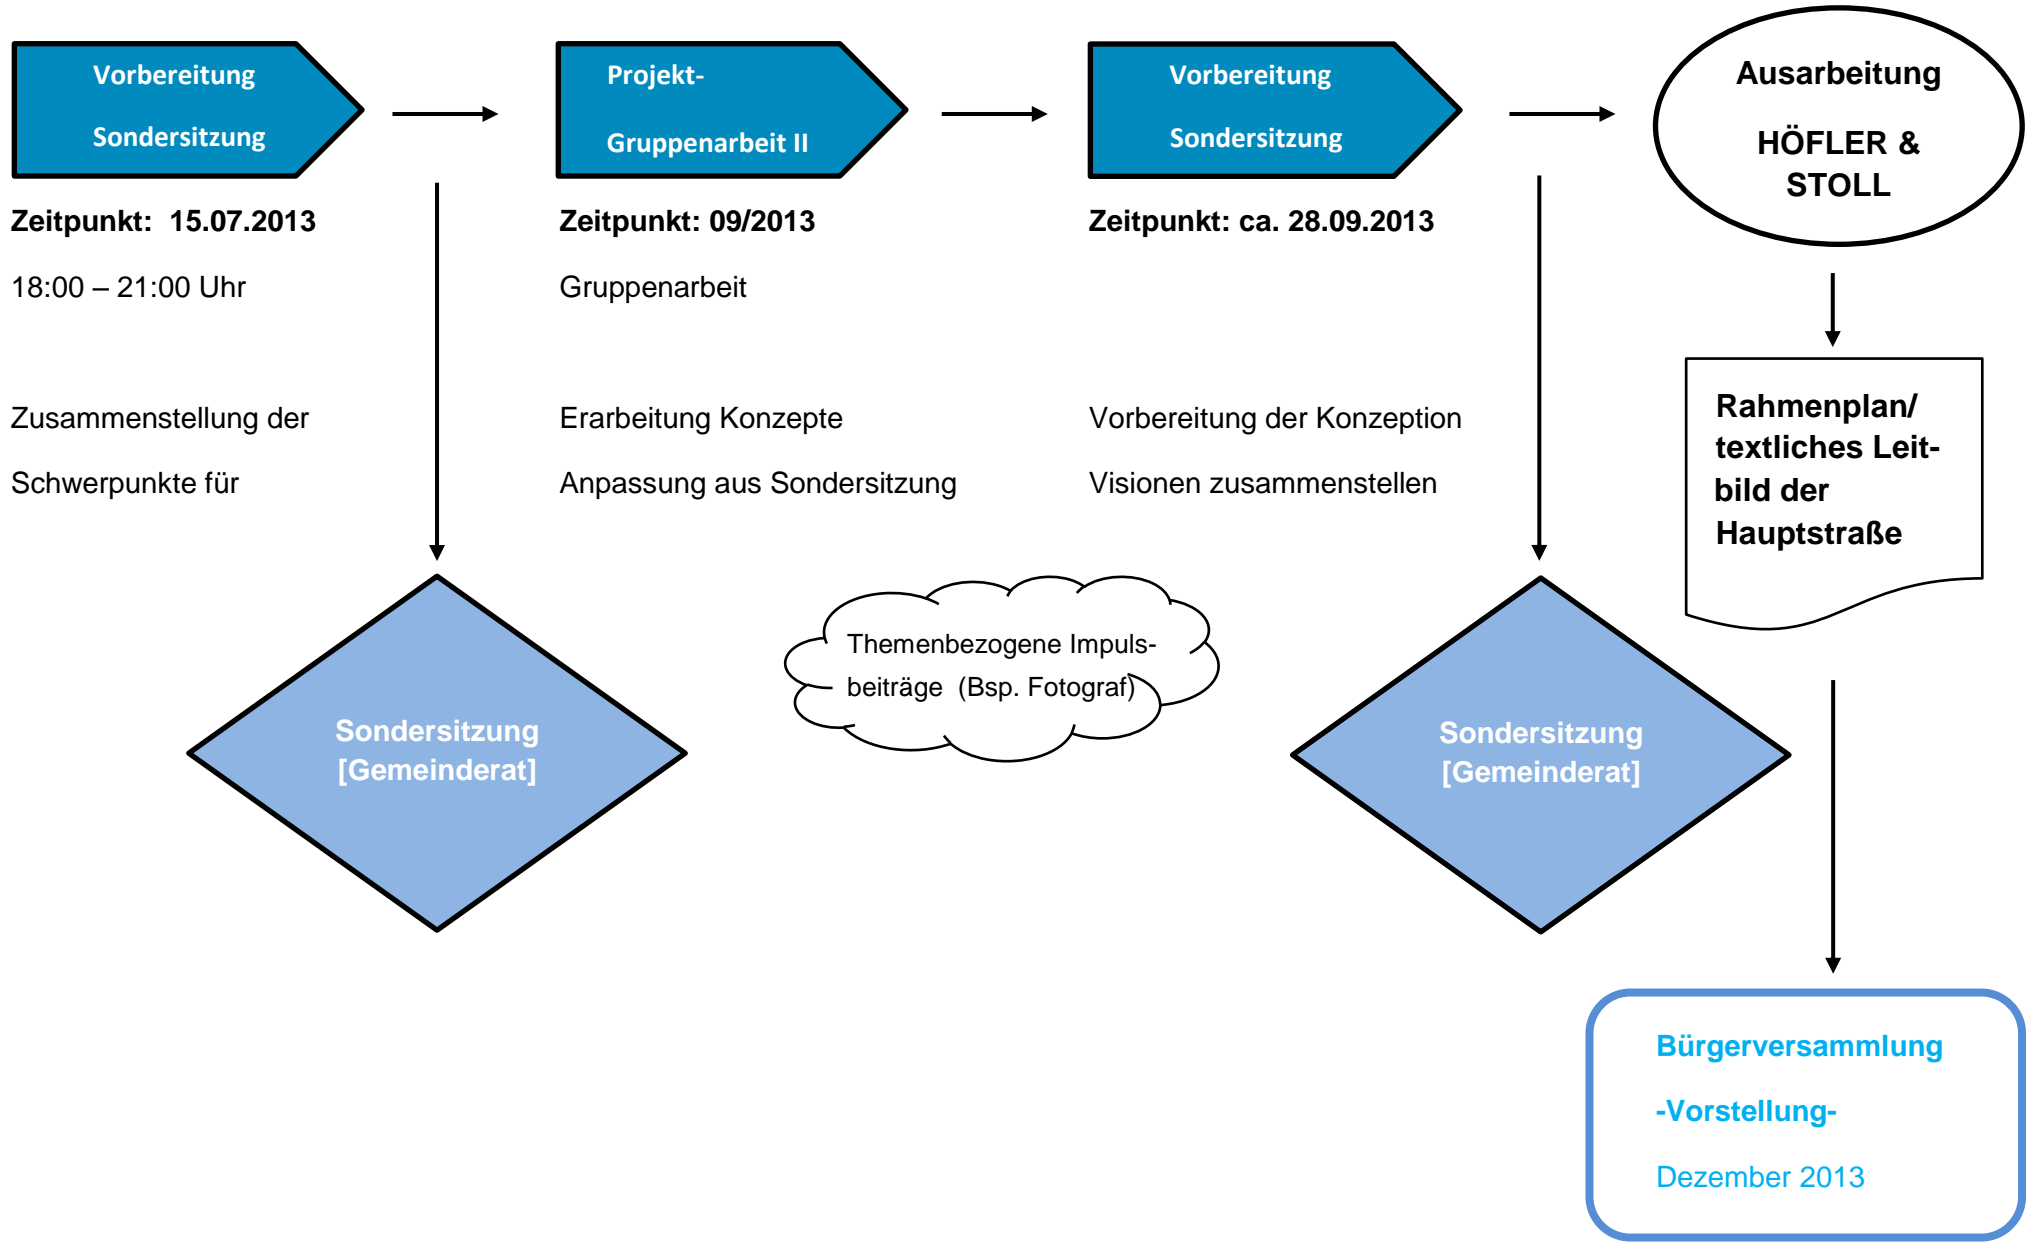 Vorbereitung
Sondersitzung
Zeitpunkt:  15.07.2013
18:00 – 21:00 Uhr
Zusammenstellung der
Schwerpunkte für
Sondersitzung
[Gemeinderat]
Projekt-
Gruppenarbeit II
Zeitpunkt: 09/2013
Gruppenarbeit
Erarbeitung Konzepte
Anpassung aus Sondersitzung
Themenbezogene Impuls-
beiträge  (Bsp. Fotograf)
Vorbereitung
Sondersitzung
Zeitpunkt: ca. 28.09.2013
Vorbereitung der Konzeption
Visionen zusammenstellen
Sondersitzung
[Gemeinderat]
Ausarbeitung
HÖFLER &
STOLL
Rahmenplan/
textliches Leit-
bild der
Hauptstraße
Bürgerversammlung
-Vorstellung-
Dezember 2013